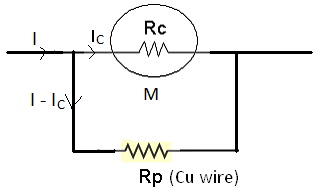 I
Ic
Rc
M
I - Ic
Rp (Cu wire)